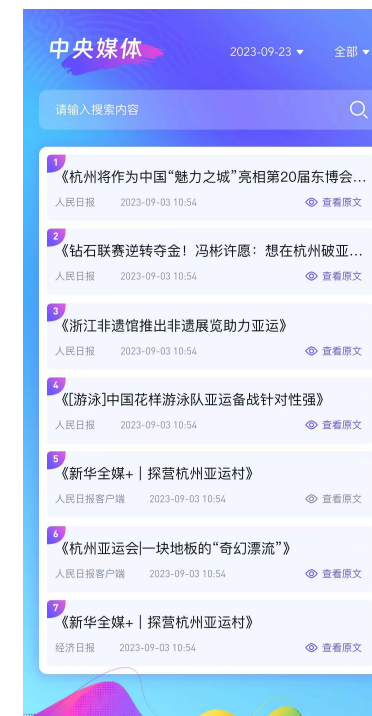 中央媒体
2023-09-23 全部
请输入搜索内容
1
《杭州将作为中国“魅力之城”亮相第20届东博会...
人民日报 2023-09-03 10:54 查看原文
2
《钻石联赛逆转夺金！冯彬许愿：想在杭州破亚...
人民日报 2023-09-03 10:54 查看原文
3
《浙江非遗馆推出非遗展览助力亚运》
人民日报 2023-09-03 10:54 查看原文
4
《[游泳]中国花样游泳队亚运备战针对性强》
人民日报 2023-09-03 10:54 查看原文
5
《新华全媒+｜探营杭州亚运村》
人民日报客户端 2023-09-03 10:54 查看原文
6
《杭州亚运会|一块地板的“奇幻漂流”》
人民日报客户端 2023-09-03 10:54 查看原文
7
《新华全媒+｜探营杭州亚运村》
经济日报 2023-09-03 10:54 查看原文